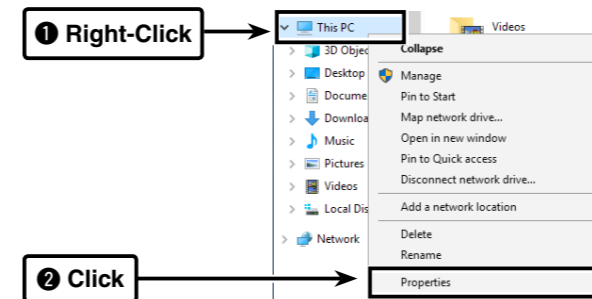 ❶ Right-Click
This PC
3D Objec
Desktop
Docume
Downloa
Music
Pictures
Videos
Local Dis
Network
Videos
Collapse
Manage
Pin to Start
Map network drive...
Open in new window
Pin to Quick access
Disconnect network drive...
Add a network location
Delete
Rename
Properties
❷ Click